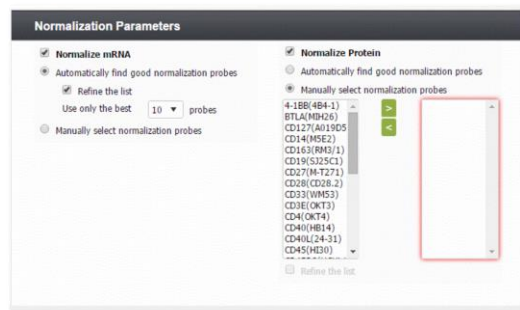 Normalization Parameters
Normalize mRNA
Automatically find good normalization probes
Refine the list
Use only the best 10 probes
Manually select normalization probes
Normalize Protein
Automatically find good normalization probes
Manually select normalization probes
4-1BB(4B4-1)
BTLA(MIH26)
CD127(A019D5
CD14(M5E2)
CD163(RM3/1)
CD19(SJ25C1)
CD27(M-T271)
CD28(CD28.2)
CD33(WM53)
CD3E(OKT3)
CD4(OKT4)
CD40(HB14)
CD40L(24-31)
CD45(HI30)
>
<
Refine the list